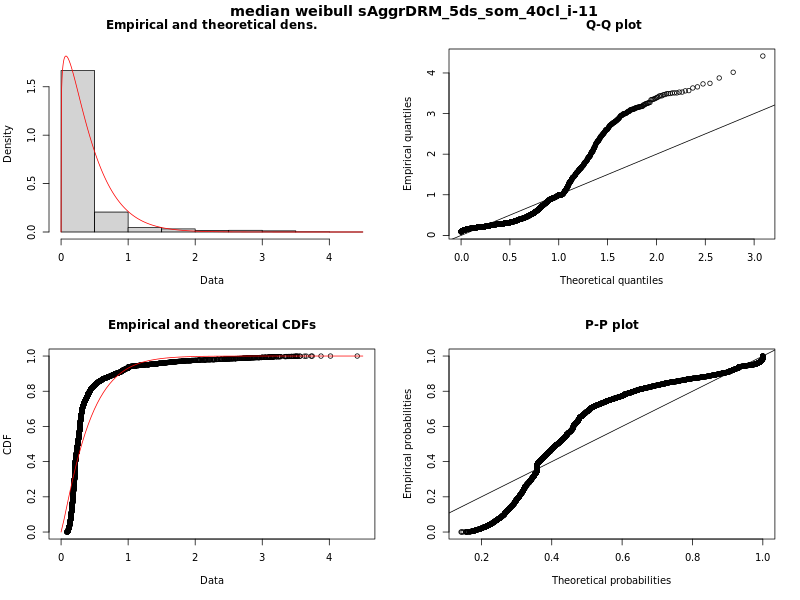 median weibull sAggrDRM_5ds_som_40cl_i-11
Empirical and theoretical dens.
Density
0.0 0.5 1.0 1.5
0 1 2 3 4
Data
Q-Q plot
Empirical quantiles
0 1 2 3 4
0.0 0.5 1.0 1.5 2.0 2.5 3.0
Theoretical quantiles
Empirical and theoretical CDFs
CDF
0.0 0.2 0.4 0.6 0.8 1.0
0 1 2 3 4
Data
P-P plot
Empirical probabilities
0.0 0.2 0.4 0.6 0.8 1.0
0.2 0.4 0.6 0.8 1.0
Theoretical probabilities